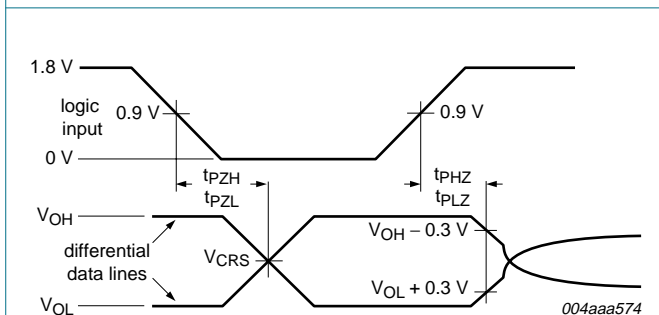 1.8 V
logic
input
0.9 V
0.9 V
0 V
tPZH
tPZL
tPHZ
tPLZ
VOH
VOH − 0.3 V
differential
data lines
VCRS
VOL + 0.3 V
VOL
004aaa574